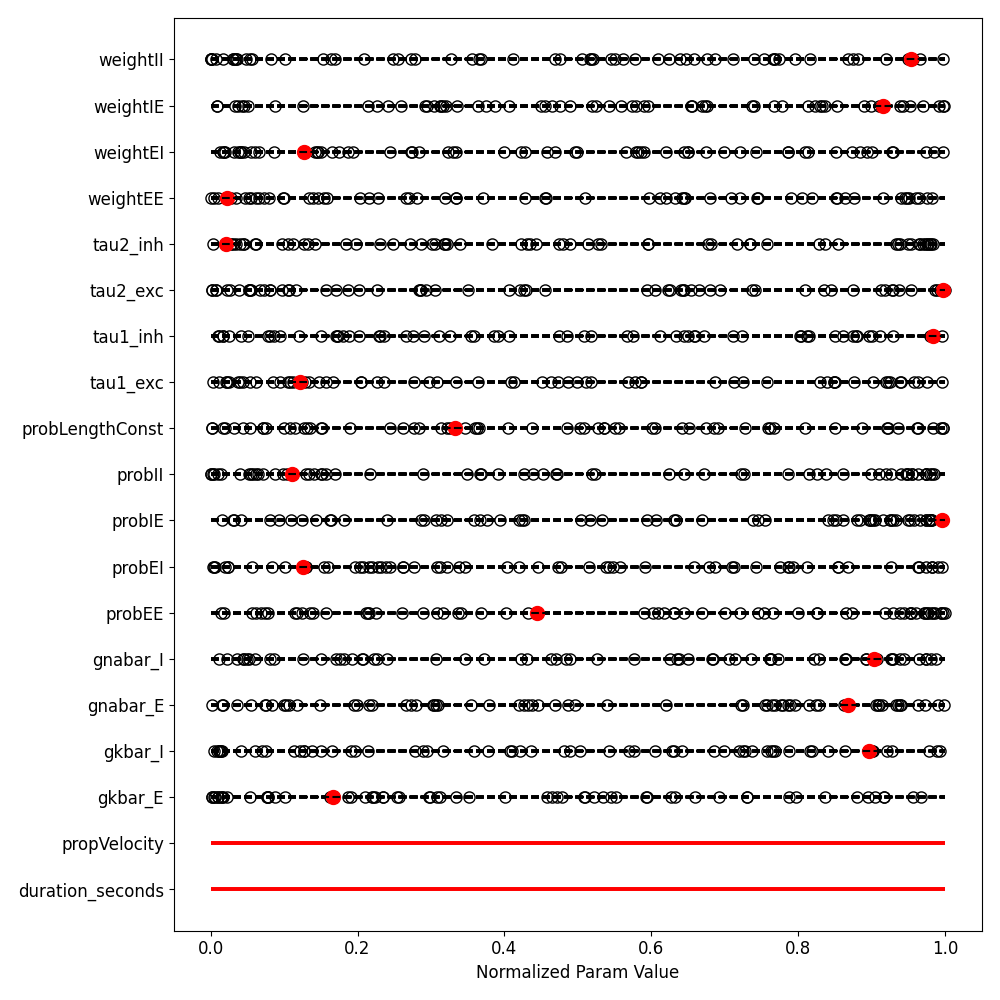 weightII
weightIE
weightEI
weightEE
tau2_inh
tau2_exc
tau1_inh
tau1_exc
probLengthConst
probII
probIE
probEI
probEE
gnabar_I
gnabar_E
gkbar_I
gkbar_E
propVelocity
duration_seconds
0.0 0.2 0.4 0.6 0.8 1.0
Normalized Param Value